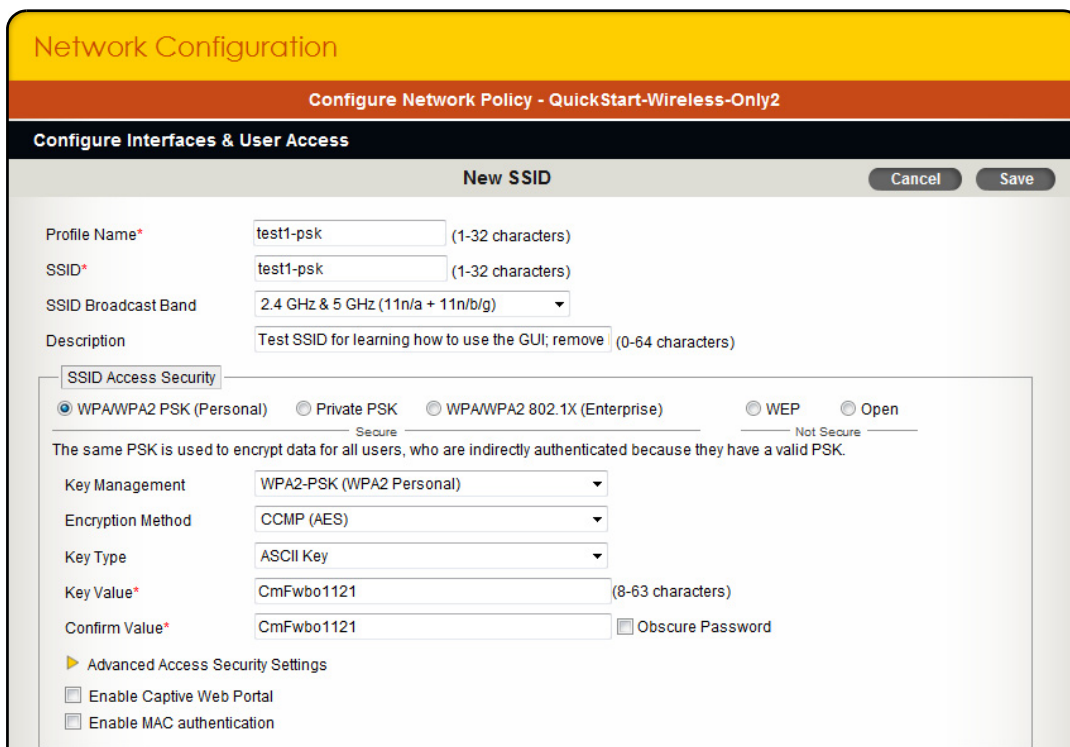 Network Configuration
Configure Network Policy - QuickStart-Wireless-Only2
Configure Interfaces & User Access
New SSID Cancel Save
Profile Name* test1-psk (1-32 characters)
SSID* test1-psk (1-32 characters)
SSID Broadcast Band 2.4 GHz & 5 GHz (11n/a + 11n/b/g)
Description Test SSID for learning how to use the GUI; remove (0-64 characters)
SSID Access Security
WPA/WPA2 PSK (Personal) Private PSK WPA/WPA2 802.1X (Enterprise) WEP Open
Secure Not Secure
The same PSK is used to encrypt data for all users, who are indirectly authenticated because they have a valid PSK.
Key Management WPA2-PSK (WPA2 Personal)
Encryption Method CCMP (AES)
Key Type ASCII Key
Key Value* CmFwbo1121 (8-63 characters)
Confirm Value* CmFwbo1121 Obscure Password
Advanced Access Security Settings
Enable Captive Web Portal
Enable MAC authentication